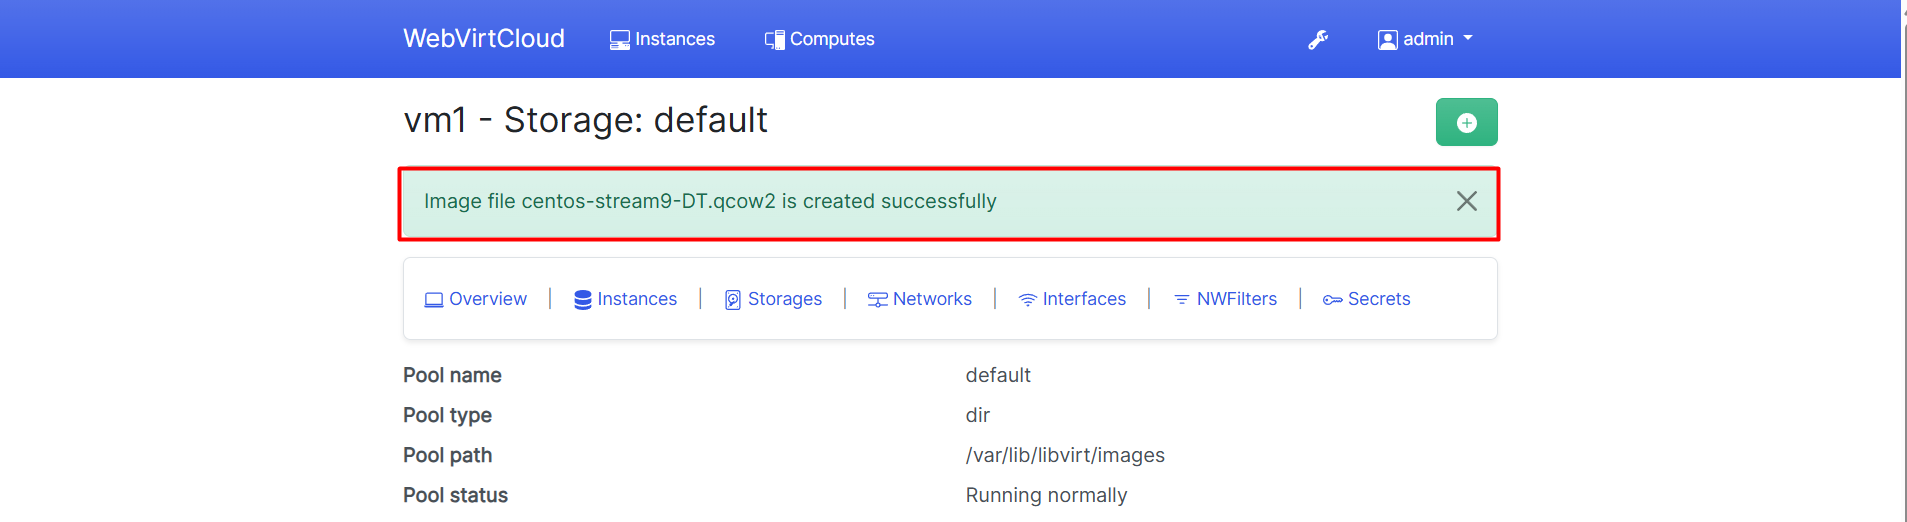 WebVirtCloud Instances Computes admin
vm1 - Storage: default
Image file centos-stream9-DT.qcow2 is created successfully
Overview | Instances | Storages | Networks | Interfaces | NWFilters | Secrets
Pool name default
Pool type dir
Pool path /var/lib/libvirt/images
Pool status Running normally